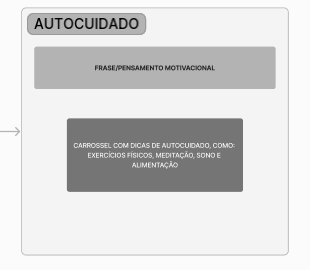 AUTOCUIDADO
FRASE/PENSAMENTO MOTIVACIONAL
CARROSSEL COM DICAS DE AUTOCUIDADO, COMO:
EXERCÍCIOS FÍSICOS, MEDITAÇÃO, SONO E
ALIMENTAÇÃO